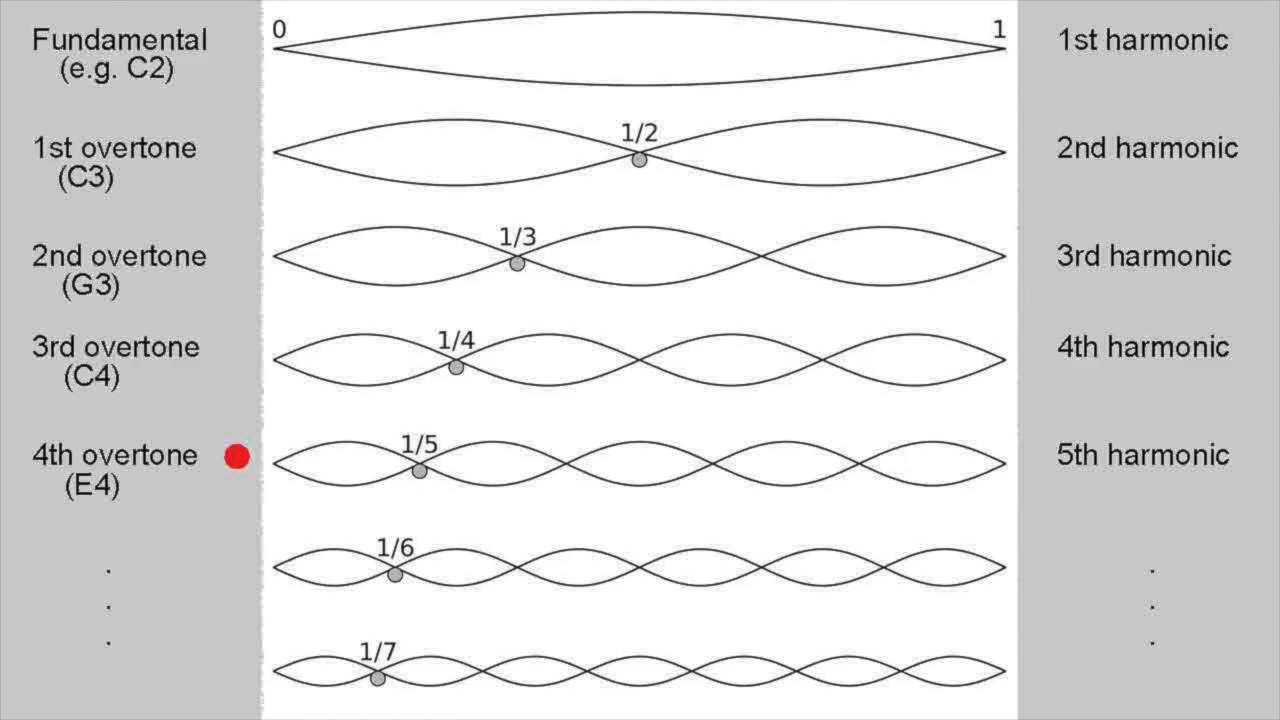 Fundamental
(e.g. C2)
0
1
1st harmonic
1st overtone
(C3)
1/2
2nd harmonic
2nd overtone
(G3)
1/3
3rd harmonic
3rd overtone
(C4)
1/4
4th harmonic
4th overtone
(E4)
1/5
5th harmonic
.
.
.
1/6
.
.
.
1/7